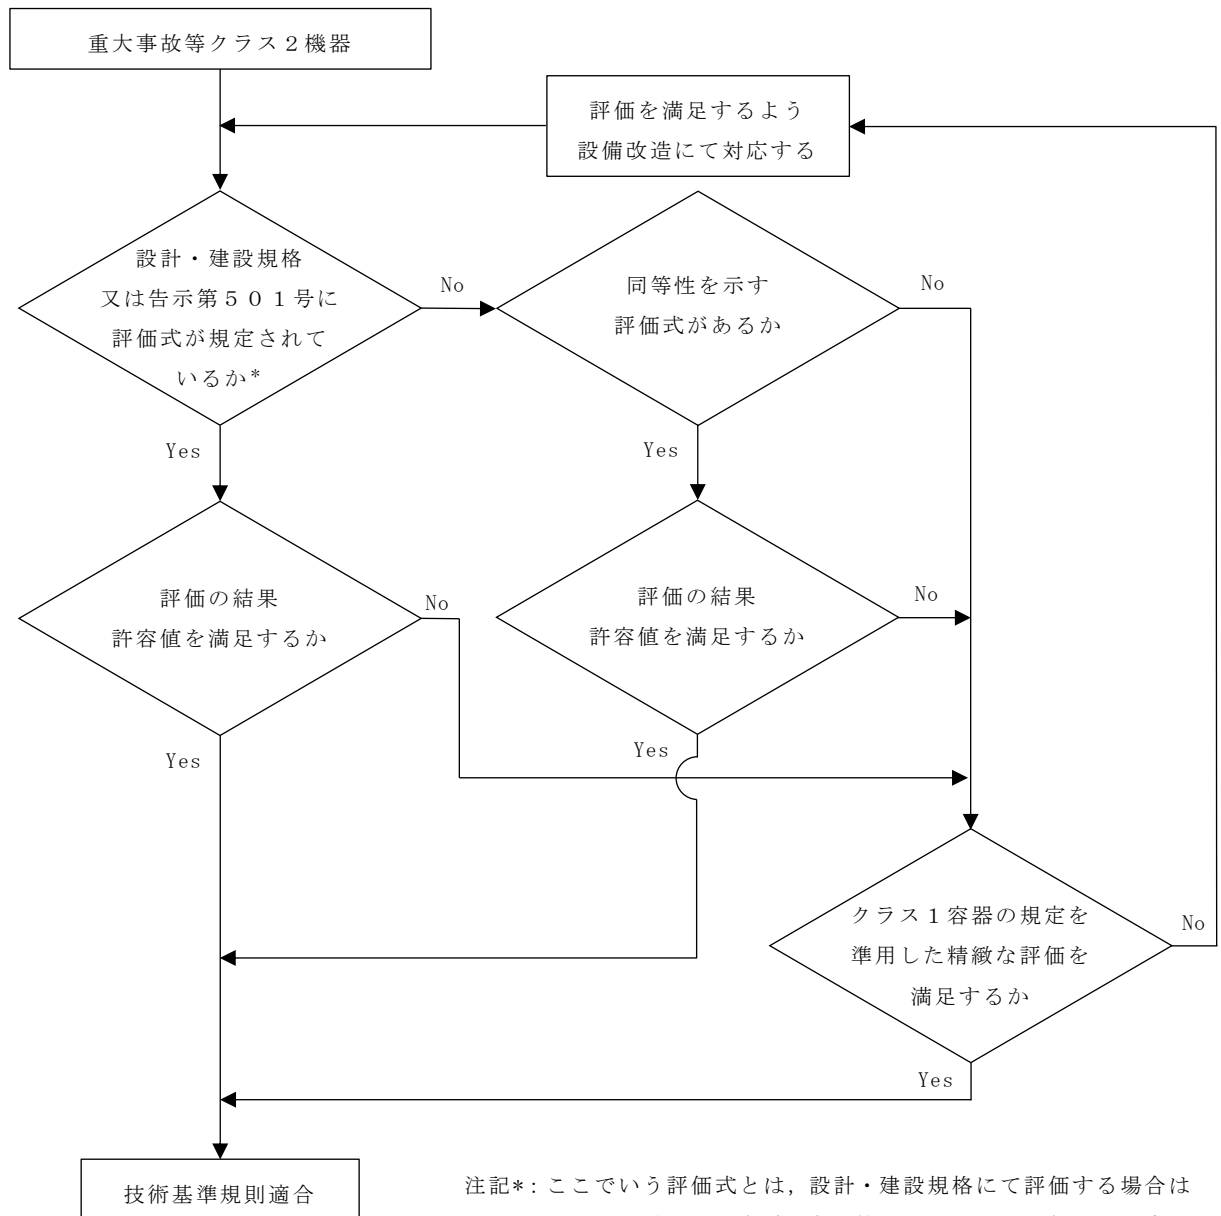 重大事故等クラス２機器
評価を満足するよう
設備改造にて対応する
設計・建設規格
又は告示第５０１号に
評価式が規定されて
いるか*
No
同等性を示す
評価式があるか
No
Yes
Yes
評価の結果
許容値を満足するか
No
評価の結果
許容値を満足するか
No
Yes
Yes
クラス１容器の規定を
準用した精緻な評価を
満足するか
No
Yes
技術基準規則適合
注記*：ここでいう評価式とは，設計・建設規格にて評価する場合は